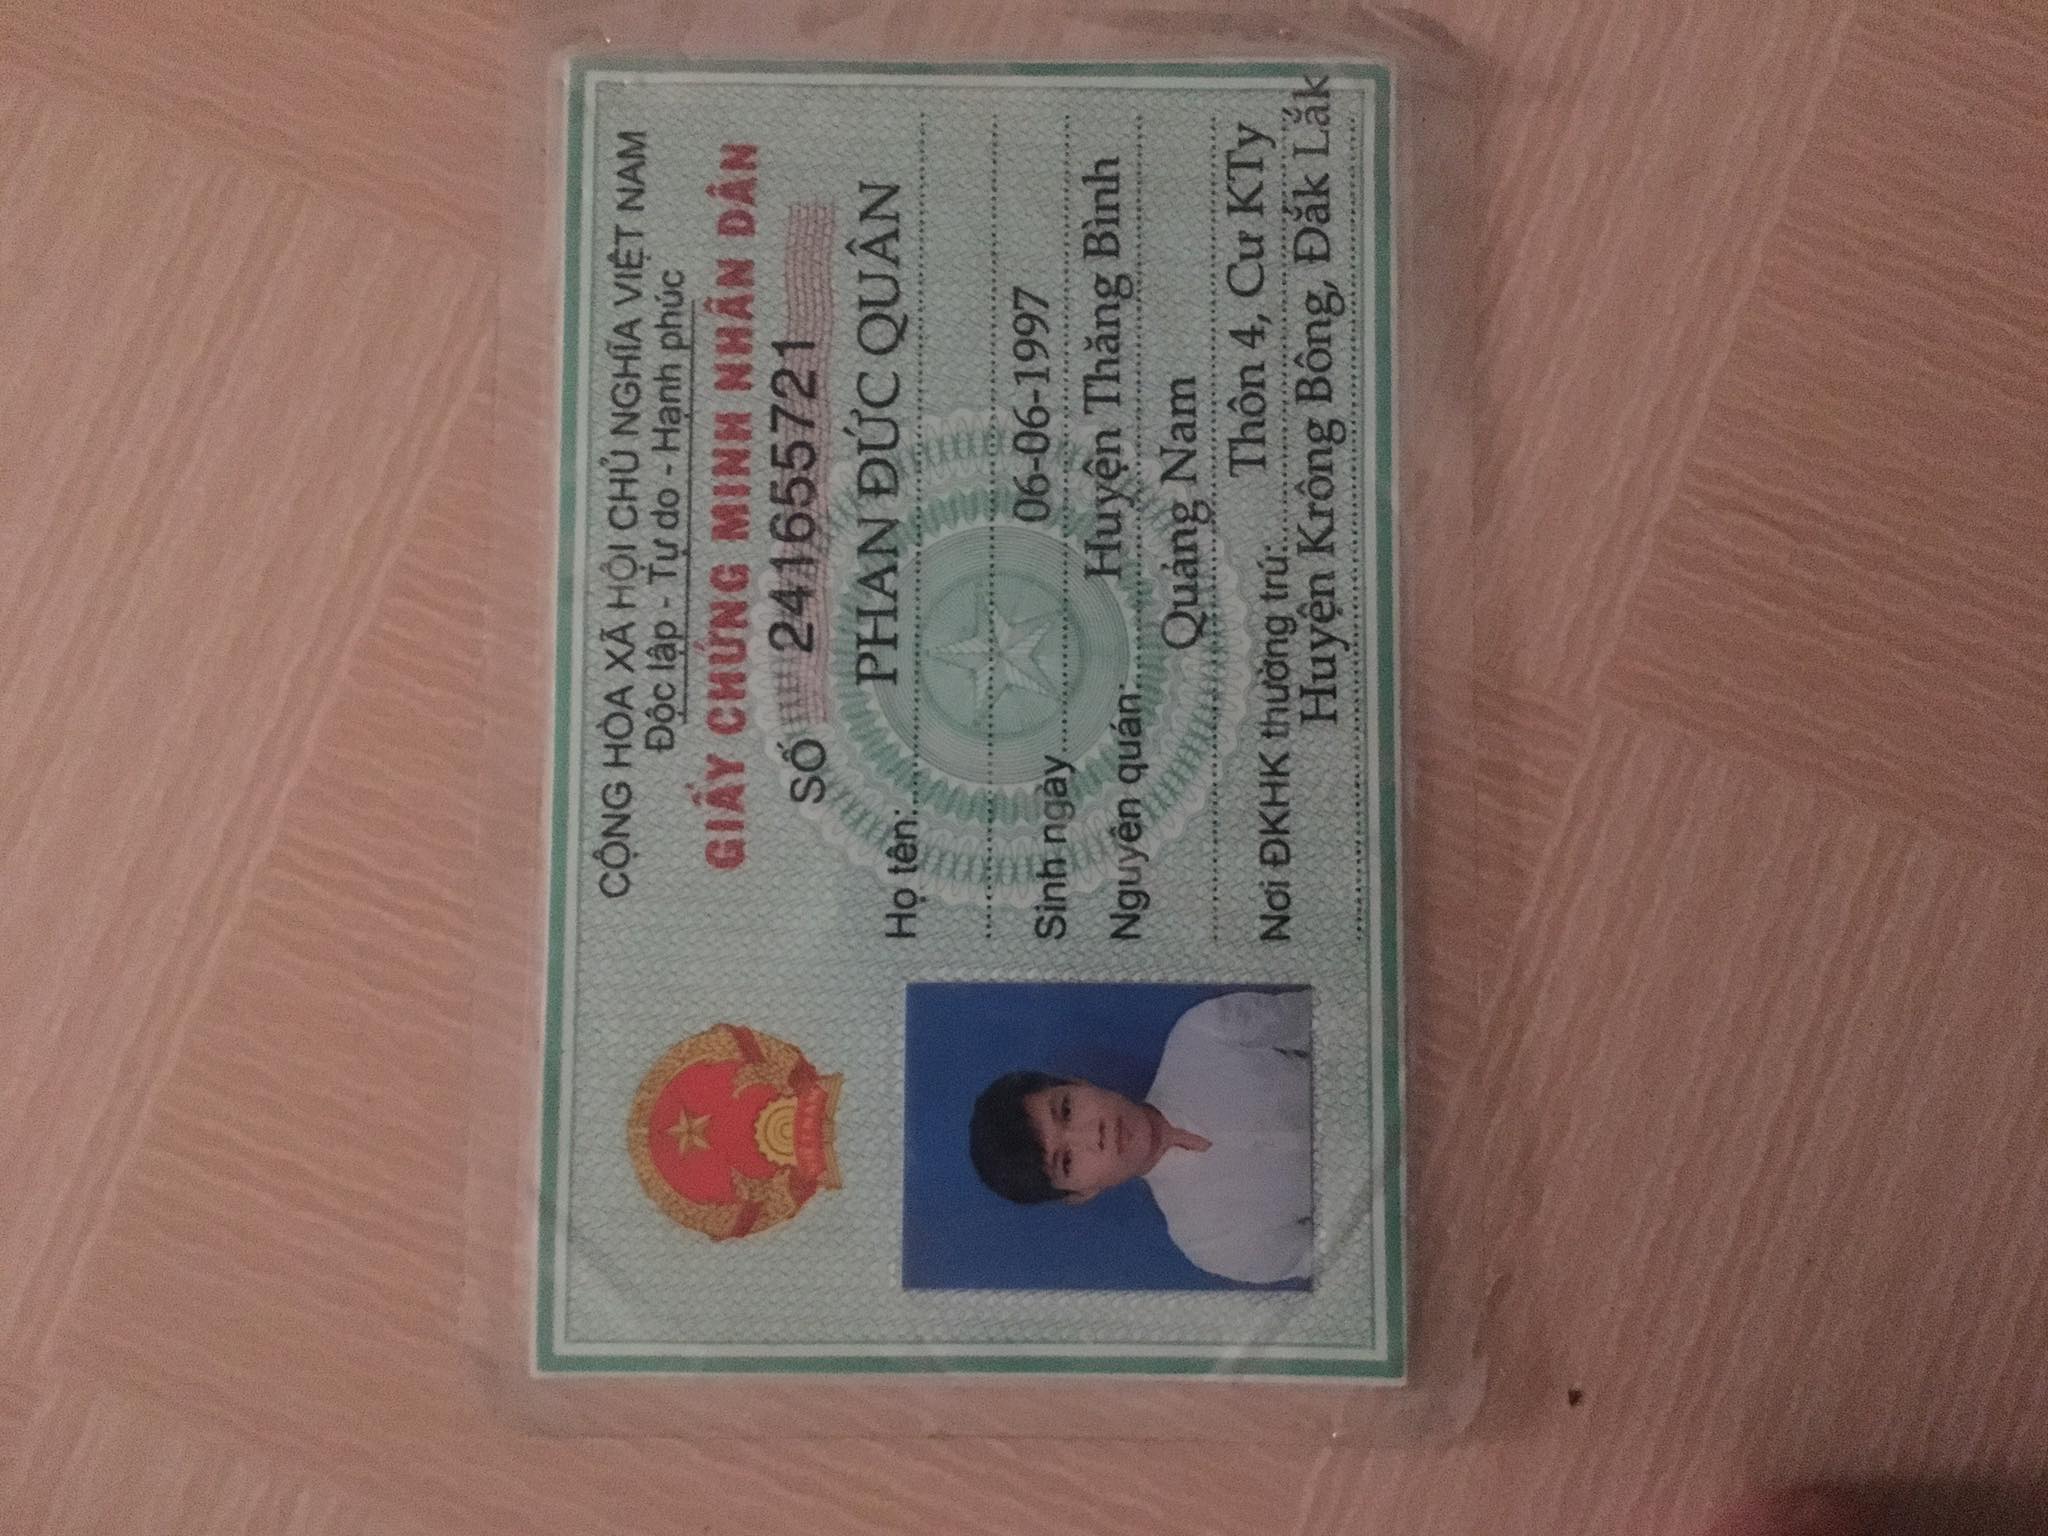 CỘNG HÒA XÃ HỘI CHỦ NGHĨA VIỆT NAM
Độc lập - Tự do - Hạnh phúc
GIẤY CHỨNG MINH NHÂN DÂN
SỐ 241655721
Họ tên: PHAN ĐỨC QUÂN
Sinh ngày 06-06-1997
Nguyên quán: Huyện Thăng Bình
Quảng Nam
Nơi ĐKHK thường trú: Thôn 4, Cư KTy
Huyện Krông Bông, Đắk Lắk
VIỆT NAM